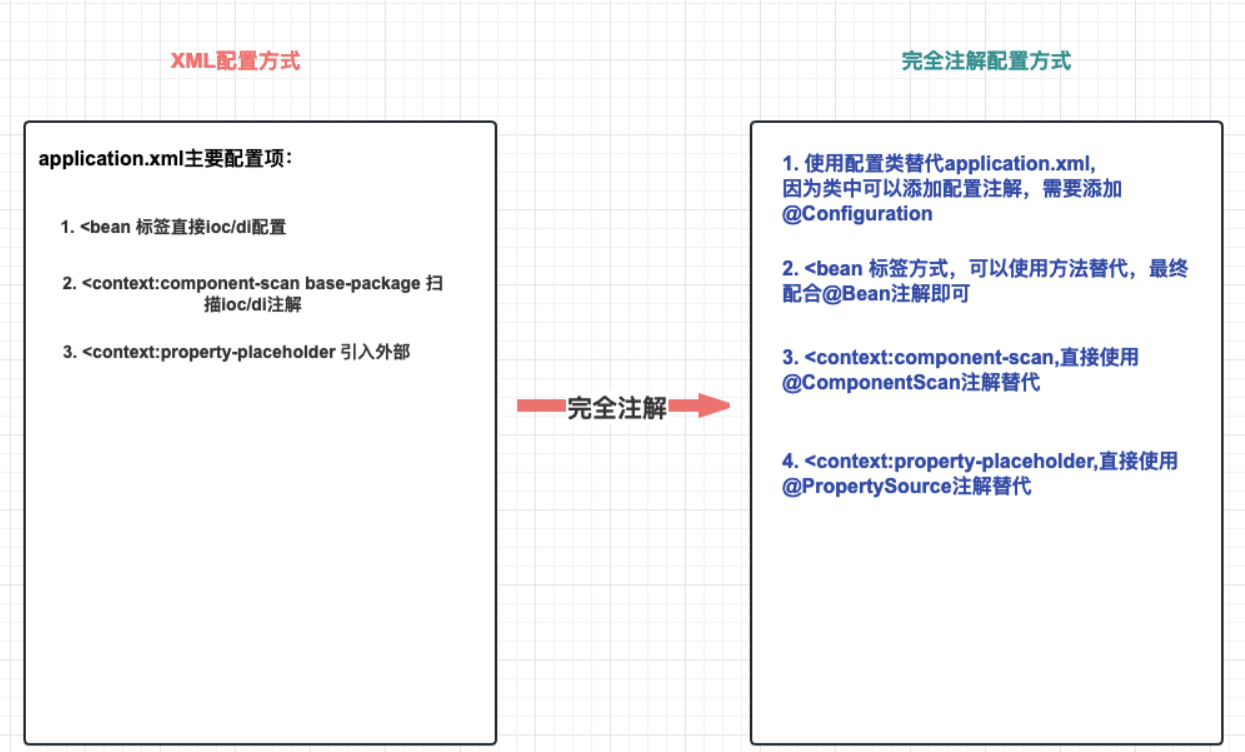 XML配置方式
完全注解配置方式
application.xml主要配置项：
1. <bean 标签直接ioc/di配置
2. <context:component-scan base-package 扫
描ioc/di注解
3. <context:property-placeholder 引入外部
完全注解
1. 使用配置类替代application.xml,
因为类中可以添加配置注解，需要添加
@Configuration
2. <bean 标签方式，可以使用方法替代，最终
配合@Bean注解即可
3. <context:component-scan,直接使用
@ComponentScan注解替代
4. <context:property-placeholder,直接使用
@PropertySource注解替代